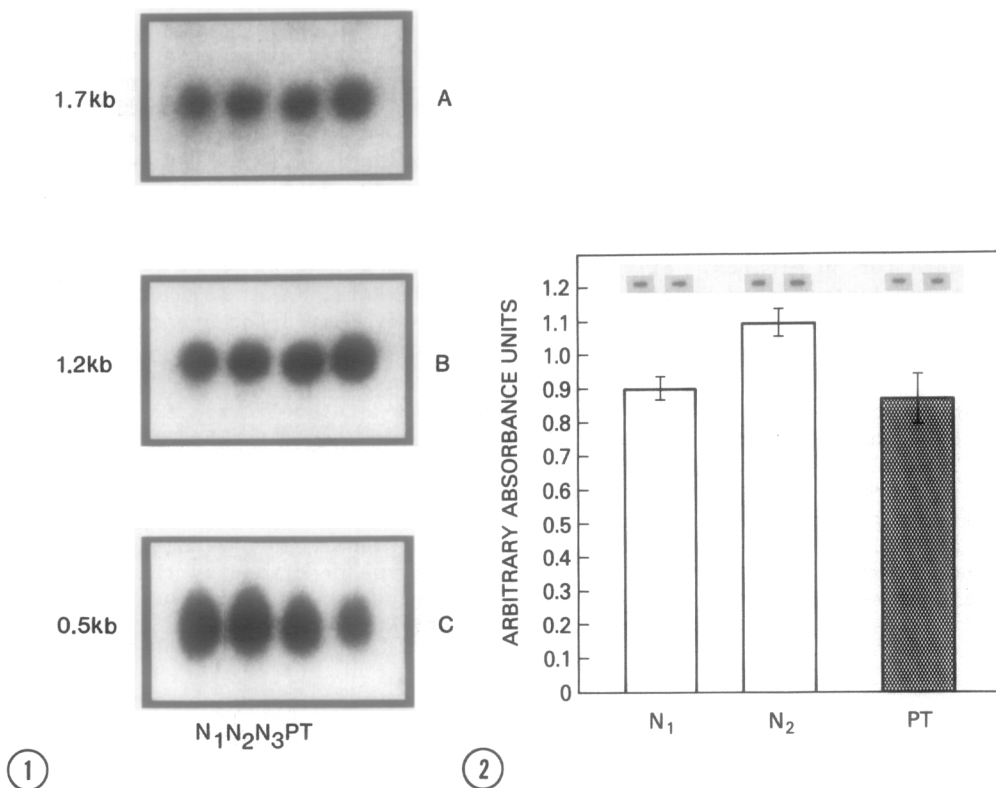 1.7kb
A
1.2kb
B
0.5kb
C
N₁N₂N₃PT
1
ARBITRARY ABSORBANCE UNITS
1.2
1.1
1.0
0.9
0.8
0.7
0.6
0.5
0.4
0.3
0.2
0.1
0
N₁ N₂ PT
2